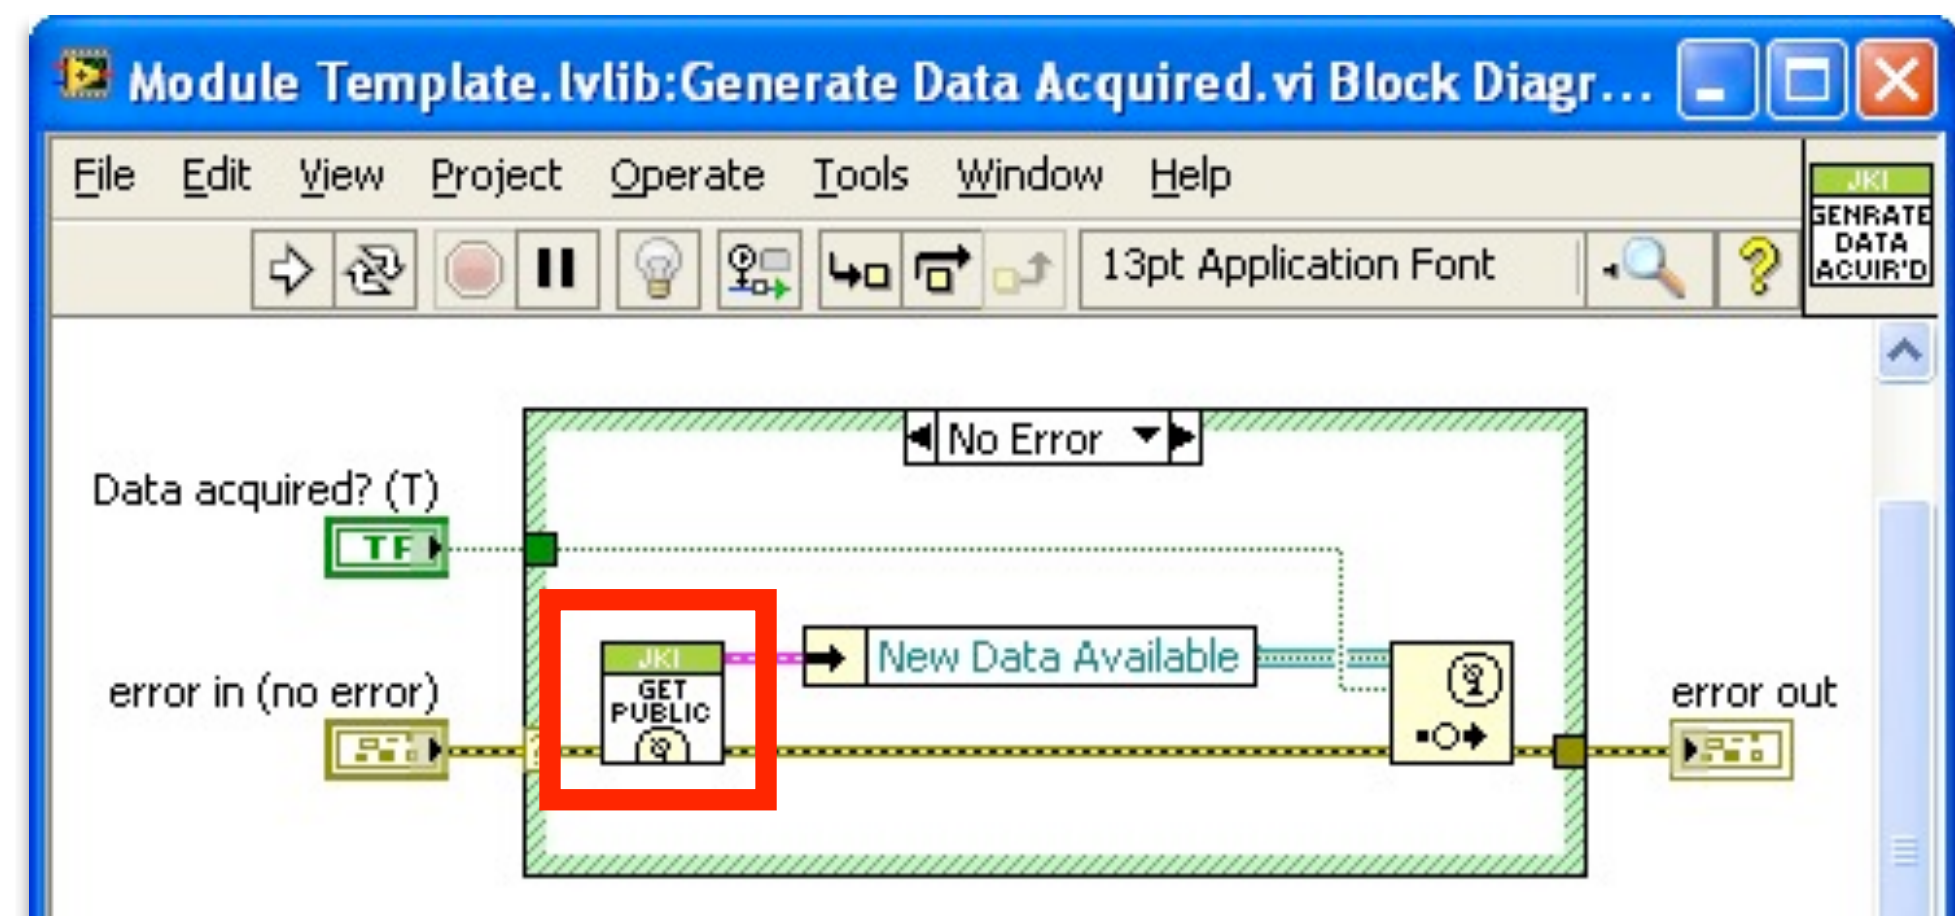 Module Template.lvlib:Generate Data Acquired.vi Block Diagr...
File Edit View Project Operate Tools Window Help
JKI
GENRATE
DATA
ACUIR'D
13pt Application Font
?
No Error
Data acquired? (T)
TF
JKI
GET
PUBLIC
New Data Available
error in (no error)
error out